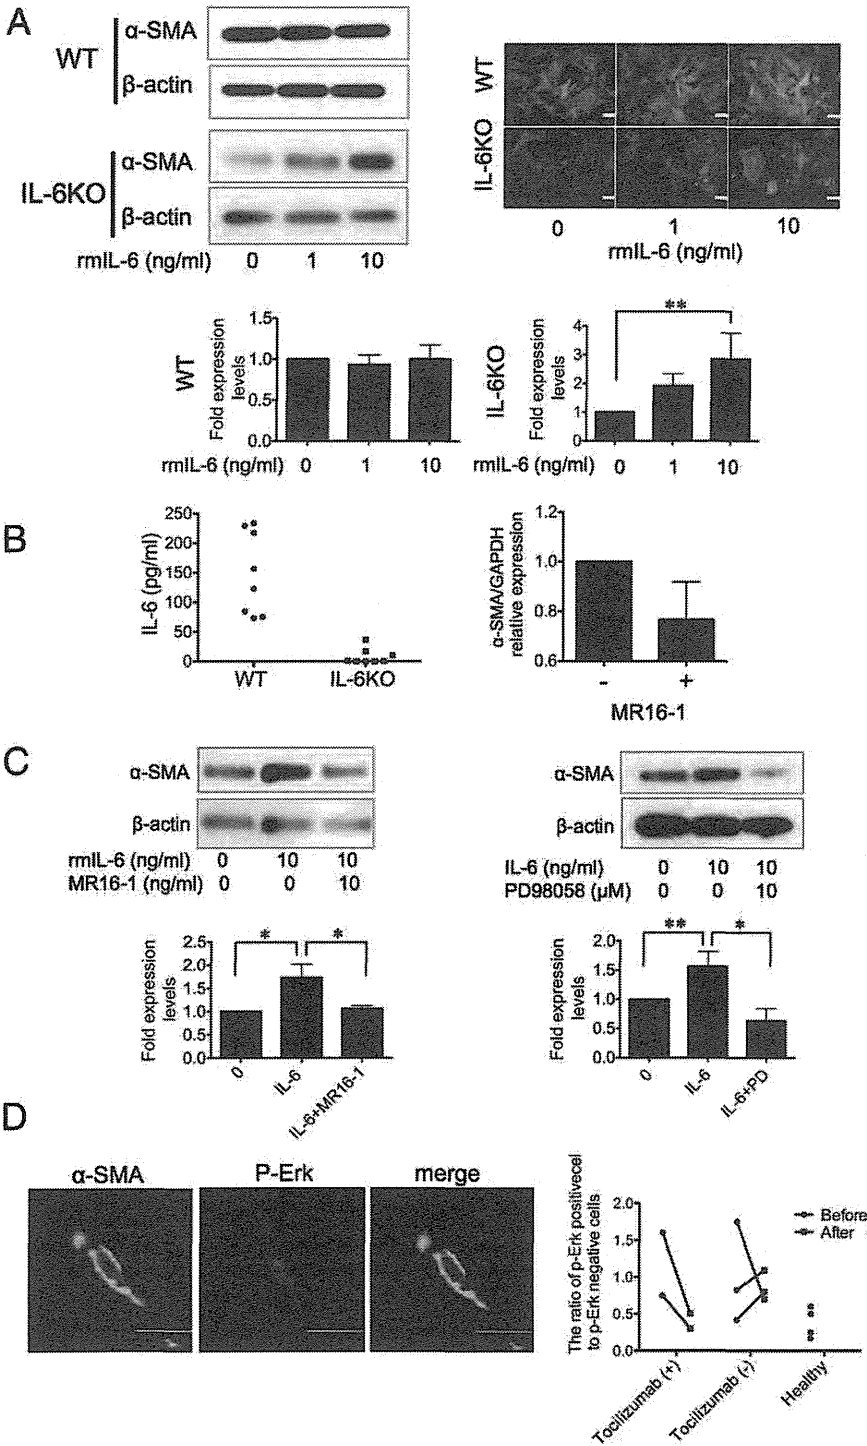 A
WT
α-SMA
β-actin
IL-6KO
α-SMA
β-actin
rmIL-6 (ng/ml) 0 1 10
WT
IL-6KO
0 1 10
rmIL-6 (ng/ml)
WT
Fold expression
levels
1.5
1.0
0.5
0.0
rmIL-6 (ng/ml) 0 1 10
IL-6KO
Fold expression
levels
4
3
2
1
0
**
rmIL-6 (ng/ml) 0 1 10
B
IL-6 (pg/ml)
250
200
150
100
50
0
WT IL-6KO
α-SMA/GAPDH
relative expression
1.2
1.0
0.8
0.6
- +
MR16-1
C
α-SMA
β-actin
rmIL-6 (ng/ml) 0 10 10
MR16-1 (ng/ml) 0 0 10
Fold expression
levels
2.5
2.0
1.5
1.0
0.5
0.0
* *
0 IL-6 IL-6+MR16-1
α-SMA
β-actin
IL-6 (ng/ml) 0 10 10
PD98058 (μM) 0 0 10
Fold expression
levels
2.0
1.5
1.0
0.5
0.0
** *
0 IL-6 IL-6+PD
D
α-SMA P-Erk merge
The ratio of p-Erk positivecel
to p-Erk negative cells
2.0
1.5
1.0
0.5
0.0
Before
After
Tocilizumab (+) Tocilizumab (-) Healthy